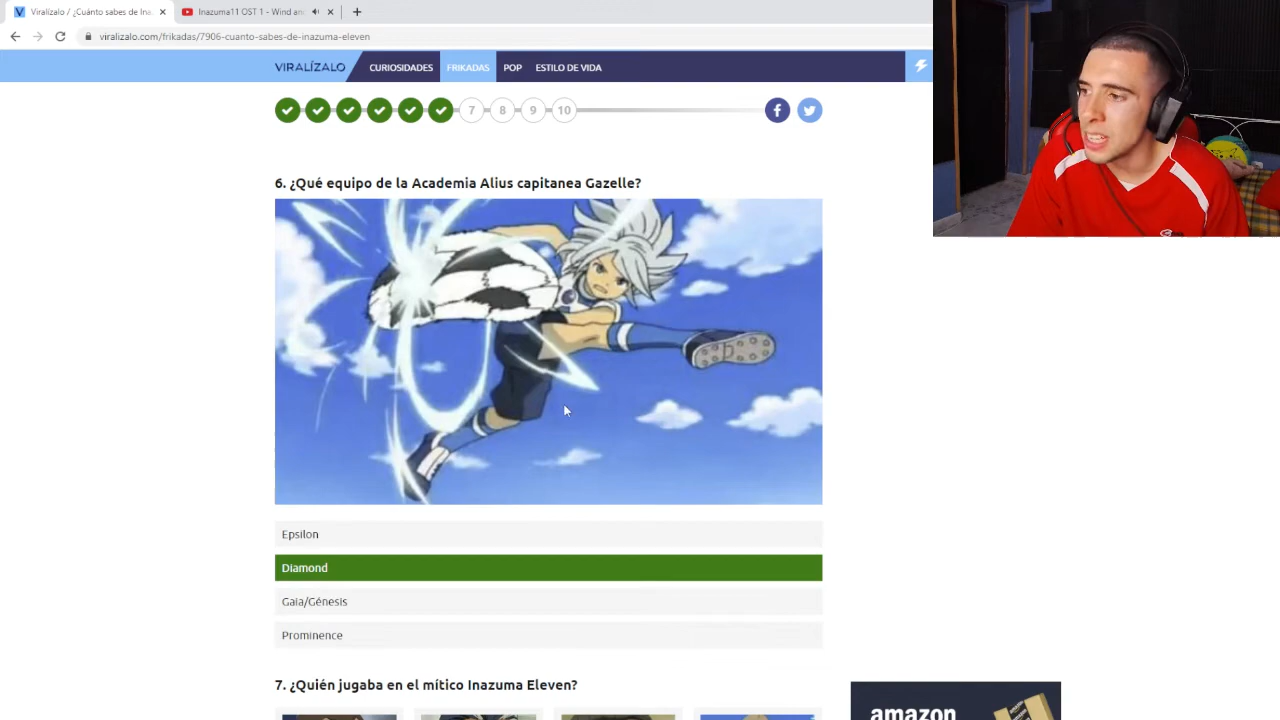 Viralízalo / ¿Cuánto sabes de Ina
Inazuma11 OST 1 - Wind an
viralizalo.com/frikadas/7906-cuanto-sabes-de-inazuma-eleven
VIRALÍZALO
CURIOSIDADES
FRIKADAS
POP
ESTILO DE VIDA
7
8
9
10
6. ¿Qué equipo de la Academia Alius capitanea Gazelle?
Epsilon
Diamond
Gaia/Génesis
Prominence
7. ¿Quién jugaba en el mítico Inazuma Eleven?
amazon